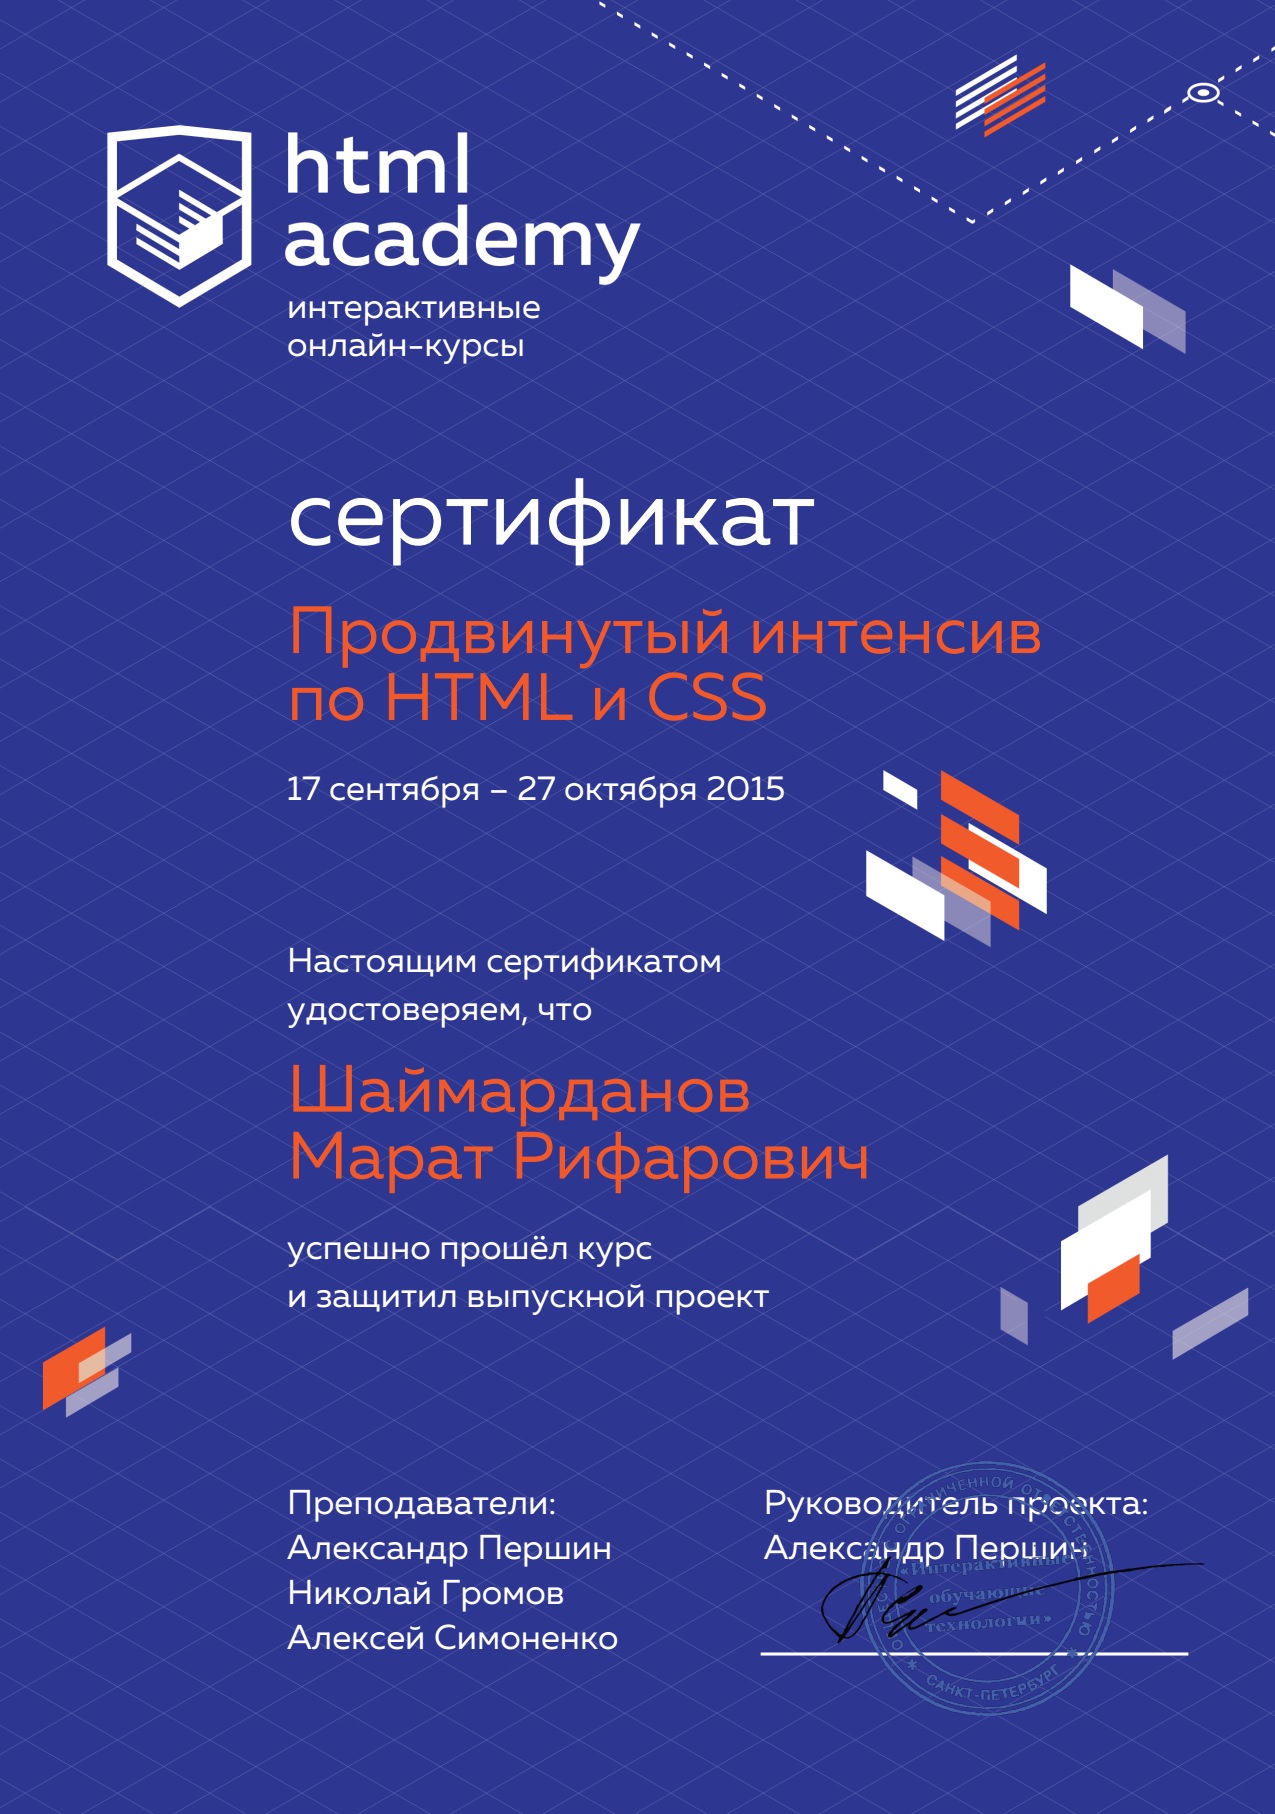 html
academy
интерактивные
онлайн-курсы
сертификат
Продвинутый интенсив
по HTML и CSS
17 сентября – 27 октября 2015
Настоящим сертификатом
удостоверяем, что
Шаймарданов
Марат Рифарович
успешно прошёл курс
и защитил выпускной проект
Преподаватели:
Александр Першин
Николай Громов
Алексей Симоненко
Руководитель проекта:
Александр Першин
«Интерактивные
обучающие
технологии»
САНКТ-ПЕТЕРБУРГ